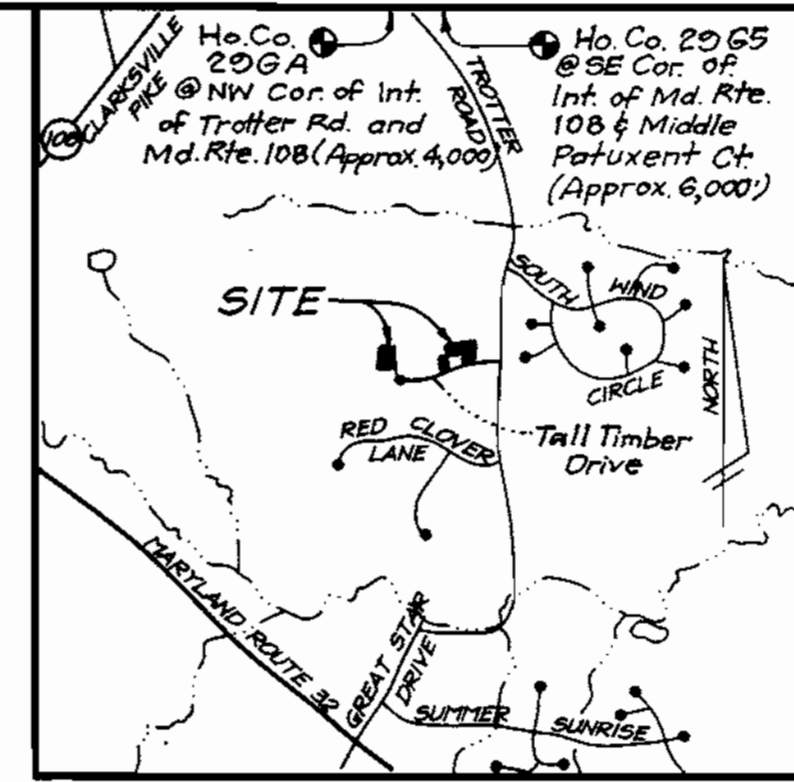 Ho.Co.
29GA
@ NW Cor. of Int.
of Trotter Rd. and
Md. Rte. 108 (Approx. 4,000')
Ho. Co. 29G5
@ SE Cor. of
Int. of Md. Rte.
108 & Middle
Patuxent Ct.
(Approx. 6,000')
CLARKSVILLE
PIKE
108
TROTTER
ROAD
SITE
SOUTH WIND
CIRCLE
NORTH
RED CLOVER
LANE
Tall Timber
Drive
MARYLAND ROUTE 32
GREAT STAR
DRIVE
SUMMER SUNRISE